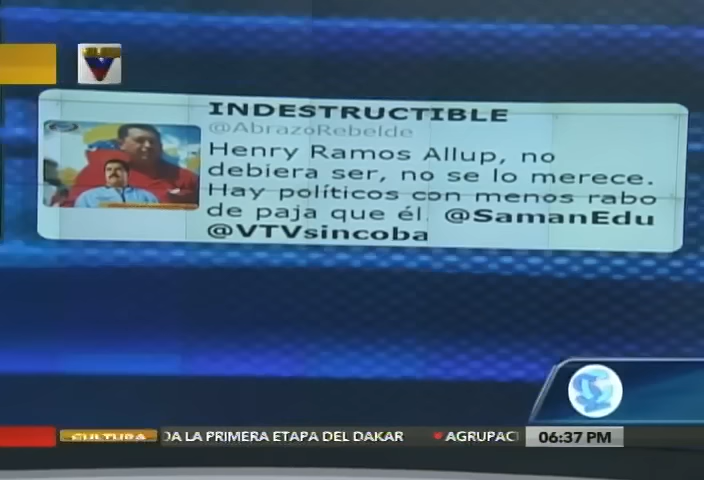 INDESTRUCTIBLE
@AbrazoRebelde
Henry Ramos Allup, no
debiera ser, no se lo merece.
Hay políticos con menos rabo
de paja que él. @SamanEdu
@VTVsincoba
CULTURA DA LA PRIMERA ETAPA DEL DAKAR AGRUPACI 06:37 PM